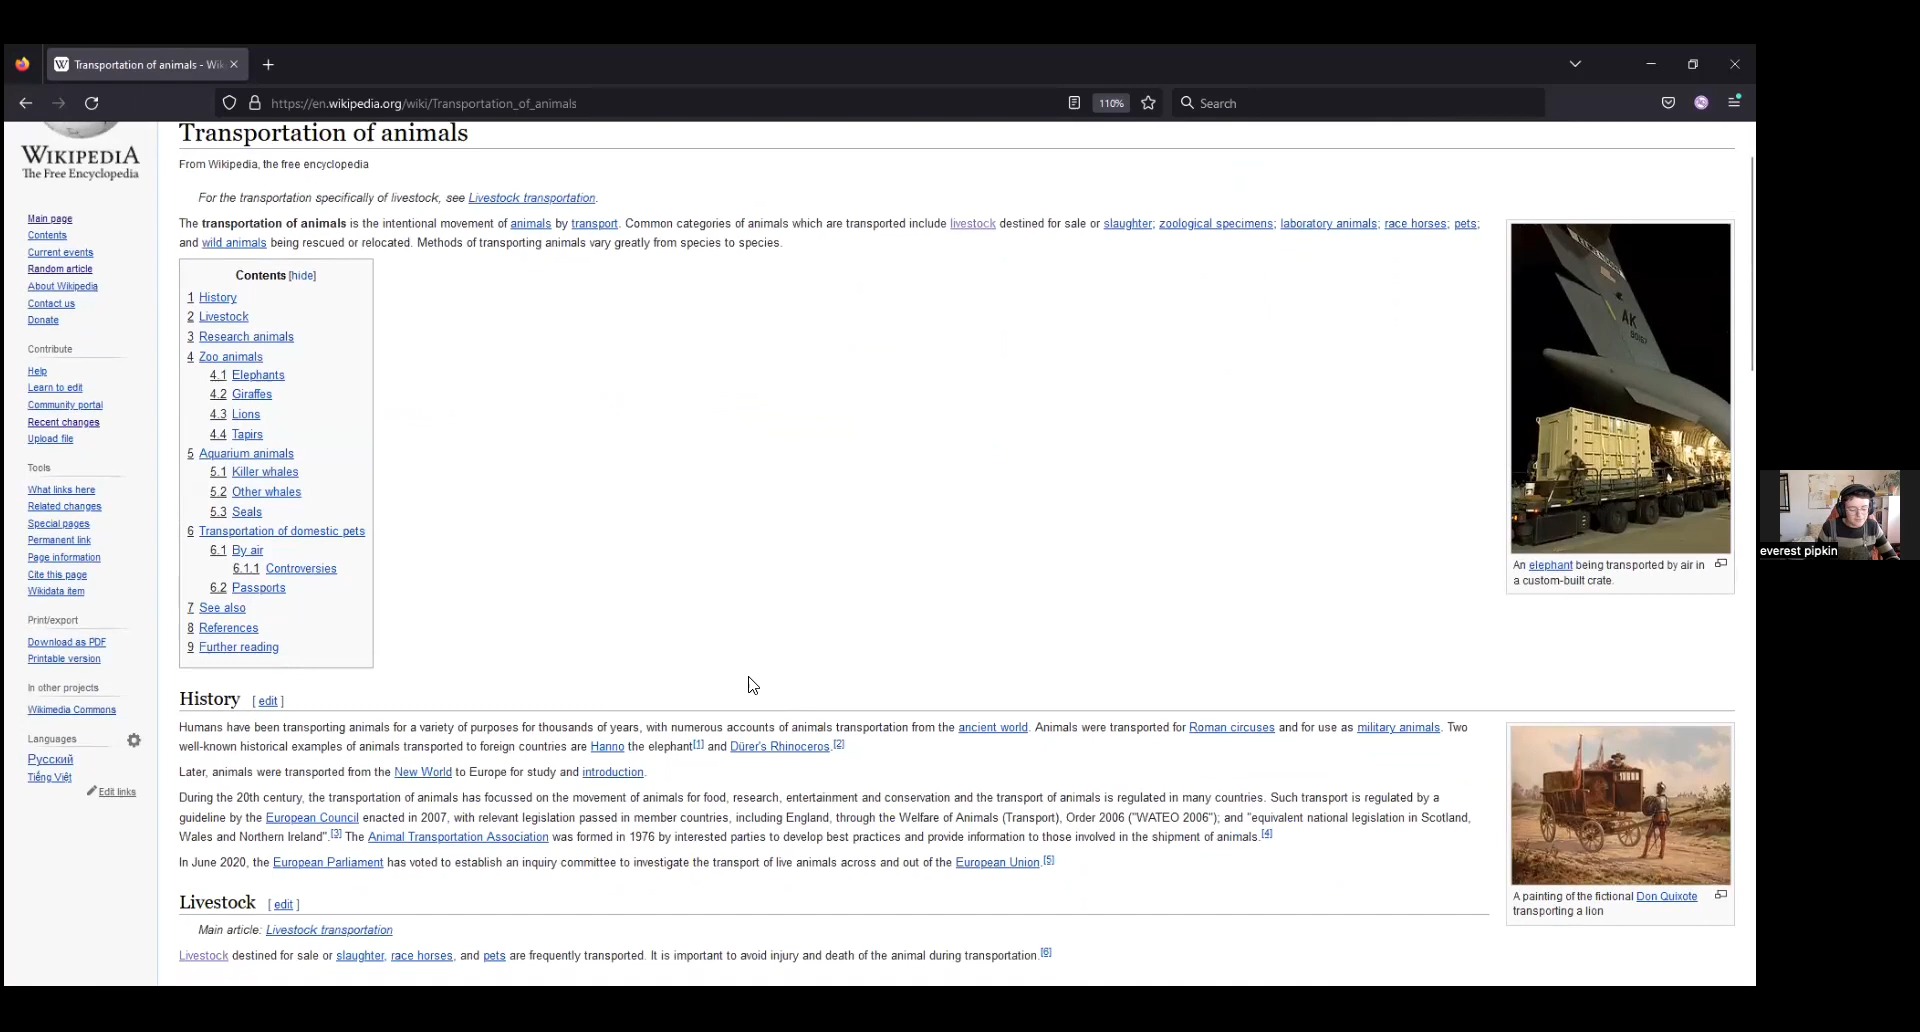 Transportation of animals - Wik
https://en.wikipedia.org/wiki/Transportation_of_animals
110%
Search
WIKIPEDIA
The Free Encyclopedia
Main page
Contents
Current events
Random article
About Wikipedia
Contact us
Donate
Contribute
Help
Learn to edit
Community portal
Recent changes
Upload file
Tools
What links here
Related changes
Special pages
Permanent link
Page information
Cite this page
Wikidata item
Print/export
Download as PDF
Printable version
In other projects
Wikimedia Commons
Languages
Русский
Tiếng Việt
Edit links
Transportation of animals
From Wikipedia, the free encyclopedia
For the transportation specifically of livestock, see Livestock transportation.
The transportation of animals is the intentional movement of animals by transport. Common categories of animals which are transported include livestock destined for sale or slaughter; zoological specimens; laboratory animals; race horses; pets;
and wild animals being rescued or relocated. Methods of transporting animals vary greatly from species to species.
Contents [hide]
1 History
2 Livestock
3 Research animals
4 Zoo animals
4.1 Elephants
4.2 Giraffes
4.3 Lions
4.4 Tapirs
5 Aquarium animals
5.1 Killer whales
5.2 Other whales
5.3 Seals
6 Transportation of domestic pets
6.1 By air
6.1.1 Controversies
6.2 Passports
7 See also
8 References
9 Further reading
AK
An elephant being transported by air in
a custom-built crate.
History [ edit ]
Humans have been transporting animals for a variety of purposes for thousands of years, with numerous accounts of animals transportation from the ancient world. Animals were transported for Roman circuses and for use as military animals. Two
well-known historical examples of animals transported to foreign countries are Hanno the elephant[1] and Dürer's Rhinoceros.[2]
Later, animals were transported from the New World to Europe for study and introduction.
During the 20th century, the transportation of animals has focussed on the movement of animals for food, research, entertainment and conservation and the transport of animals is regulated in many countries. Such transport is regulated by a
guideline by the European Council enacted in 2007, with relevant legislation passed in member countries, including England, through the Welfare of Animals (Transport), Order 2006 ("WATEO 2006"); and "equivalent national legislation in Scotland,
Wales and Northern Ireland".[3] The Animal Transportation Association was formed in 1976 by interested parties to develop best practices and provide information to those involved in the shipment of animals.[4]
In June 2020, the European Parliament has voted to establish an inquiry committee to investigate the transport of live animals across and out of the European Union.[5]
A painting of the fictional Don Quixote
transporting a lion
Livestock [ edit ]
Main article: Livestock transportation
Livestock destined for sale or slaughter, race horses, and pets are frequently transported. It is important to avoid injury and death of the animal during transportation.[6]
everest pipkin